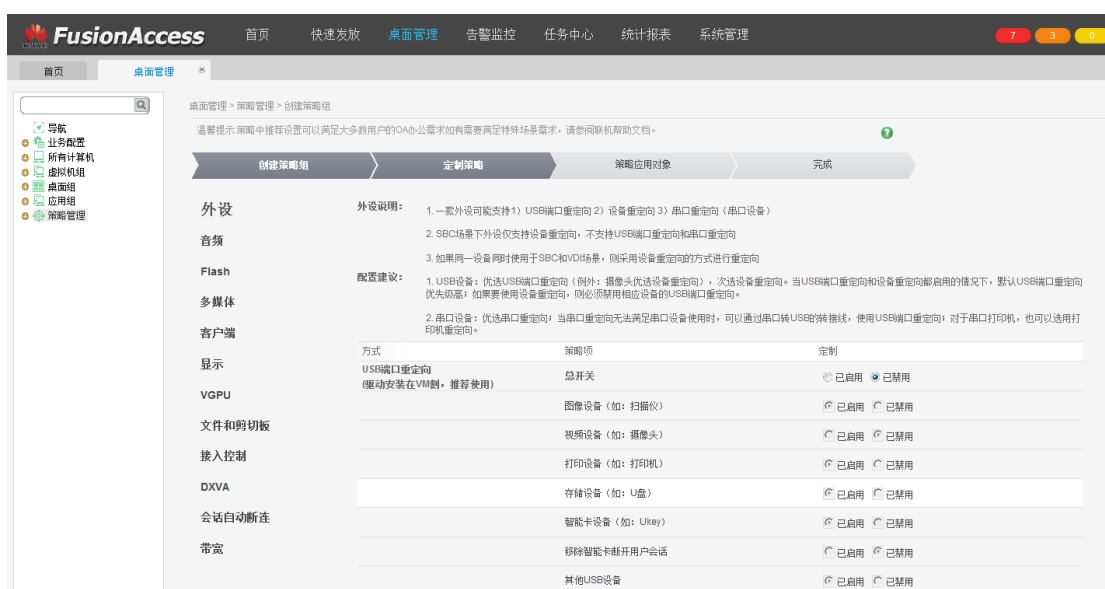 HUAWEI
FusionAccess 首页 快速发放 桌面管理 告警监控 任务中心 统计报表 系统管理 7 3 0
首页 桌面管理
桌面管理 > 策略管理 > 创建策略组
温馨提示:策略中推荐设置可以满足大多数用户的OA办公需求如有需要满足特殊场景需求，请参阅联机帮助文档。
导航
业务配置
所有计算机
虚拟机组
桌面组
应用组
策略管理
创建策略组 定制策略 策略应用对象 完成
外设
音频
Flash
多媒体
客户端
显示
VGPU
文件和剪切板
接入控制
DXVA
会话自动断连
带宽
外设说明： 1. 一款外设可能支持1）USB端口重定向 2）设备重定向 3）串口重定向（串口设备）
2. SBC场景下外设仅支持设备重定向，不支持USB端口重定向和串口重定向
3. 如果同一设备同时使用于SBC和VDI场景，则采用设备重定向的方式进行重定向
配置建议： 1. USB设备：优选USB端口重定向（例外：摄像头优选设备重定向），次选设备重定向。当USB端口重定向和设备重定向都启用的情况下，默认USB端口重定向
优先级高；如果要使用设备重定向，则必须禁用相应设备的USB端口重定向。
2. 串口设备：优选串口重定向；当串口重定向无法满足串口设备使用时，可以通过串口转USB的转接线，使用USB端口重定向；对于串口打印机，也可以选用打
印机重定向。
方式 策略项 定制
USB端口重定向
(驱动安装在VM侧，推荐使用) 总开关 已启用 已禁用
图像设备（如：扫描仪） 已启用 已禁用
视频设备（如：摄像头） 已启用 已禁用
打印设备（如：打印机） 已启用 已禁用
存储设备（如：U盘） 已启用 已禁用
智能卡设备（如：Ukey） 已启用 已禁用
移除智能卡断开用户会话 已启用 已禁用
其他USB设备 已启用 已禁用